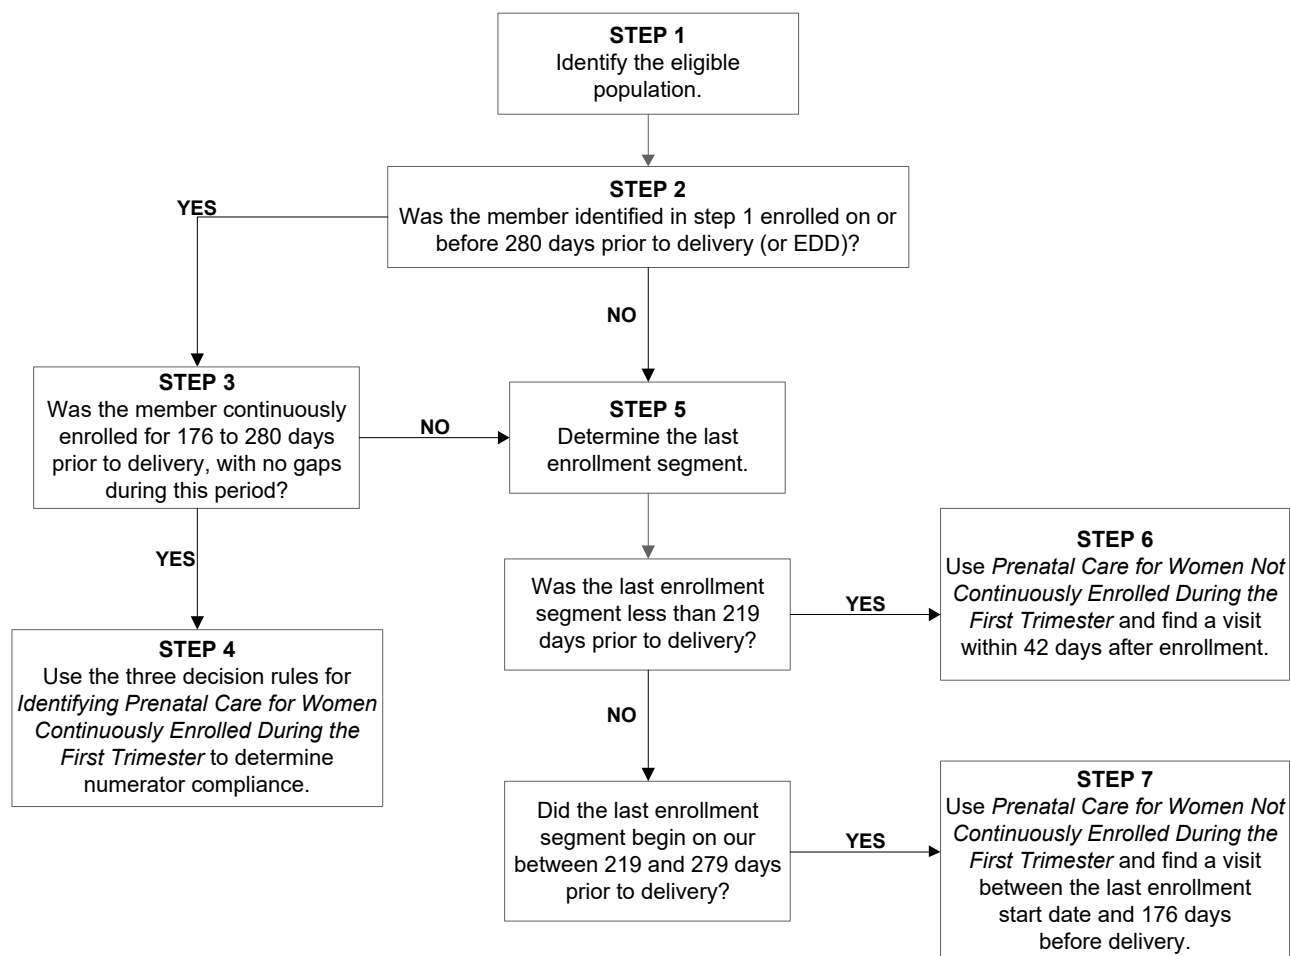 STEP 1
Identify the eligible
population.
STEP 2
Was the member identified in step 1 enrolled on or
before 280 days prior to delivery (or EDD)?
YES
NO
STEP 3
Was the member continuously
enrolled for 176 to 280 days
prior to delivery, with no gaps
during this period?
NO
STEP 5
Determine the last
enrollment segment.
YES
STEP 4
Use the three decision rules for
Identifying Prenatal Care for Women
Continuously Enrolled During the
First Trimester to determine
numerator compliance.
Was the last enrollment
segment less than 219
days prior to delivery?
YES
STEP 6
Use Prenatal Care for Women Not
Continuously Enrolled During the
First Trimester and find a visit
within 42 days after enrollment.
NO
Did the last enrollment
segment begin on our
between 219 and 279 days
prior to delivery?
YES
STEP 7
Use Prenatal Care for Women Not
Continuously Enrolled During the
First Trimester and find a visit
between the last enrollment
start date and 176 days
before delivery.